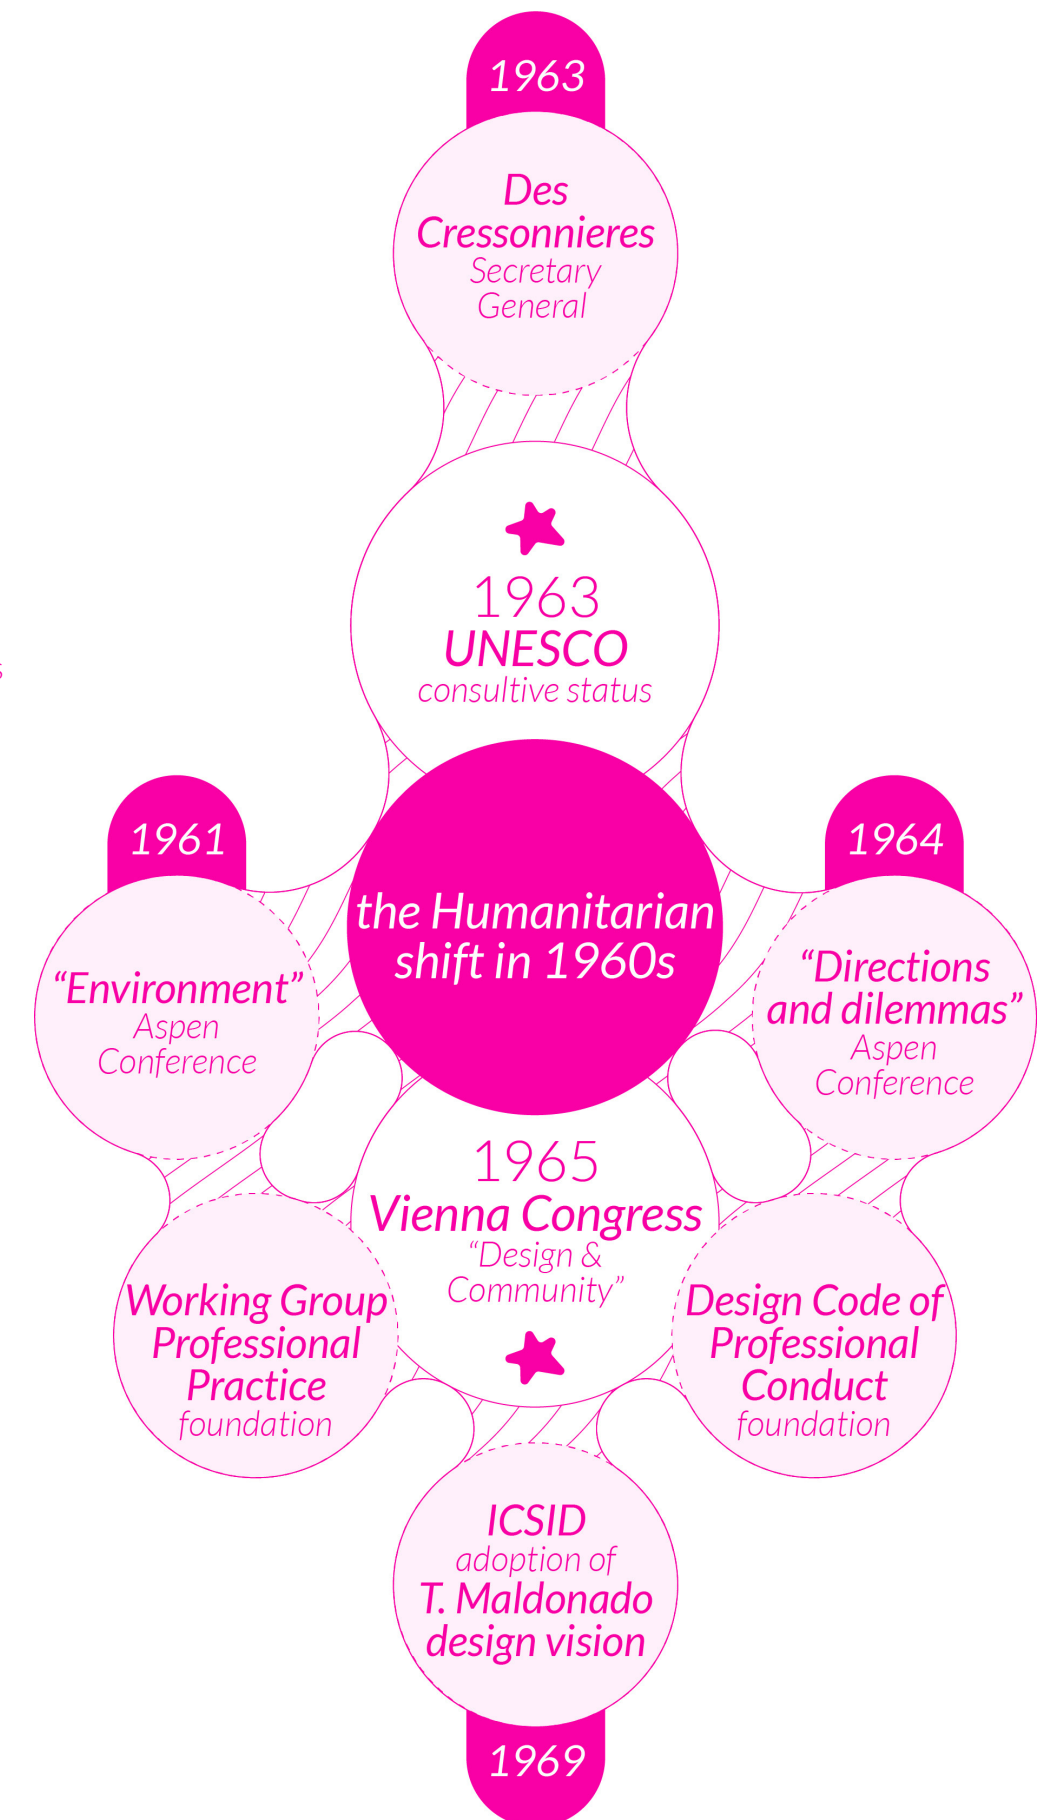 1963
Des
Cressonnieres
Secretary
General
1963
UNESCO
consultive status
1961
“Environment”
Aspen
Conference
the Humanitarian
shift in 1960s
1964
“Directions
and dilemmas”
Aspen
Conference
1965
Vienna Congress
“Design &
Community”
Working Group
Professional
Practice
foundation
Design Code of
Professional
Conduct
foundation
ICSID
adoption of
T. Maldonado
design vision
1969